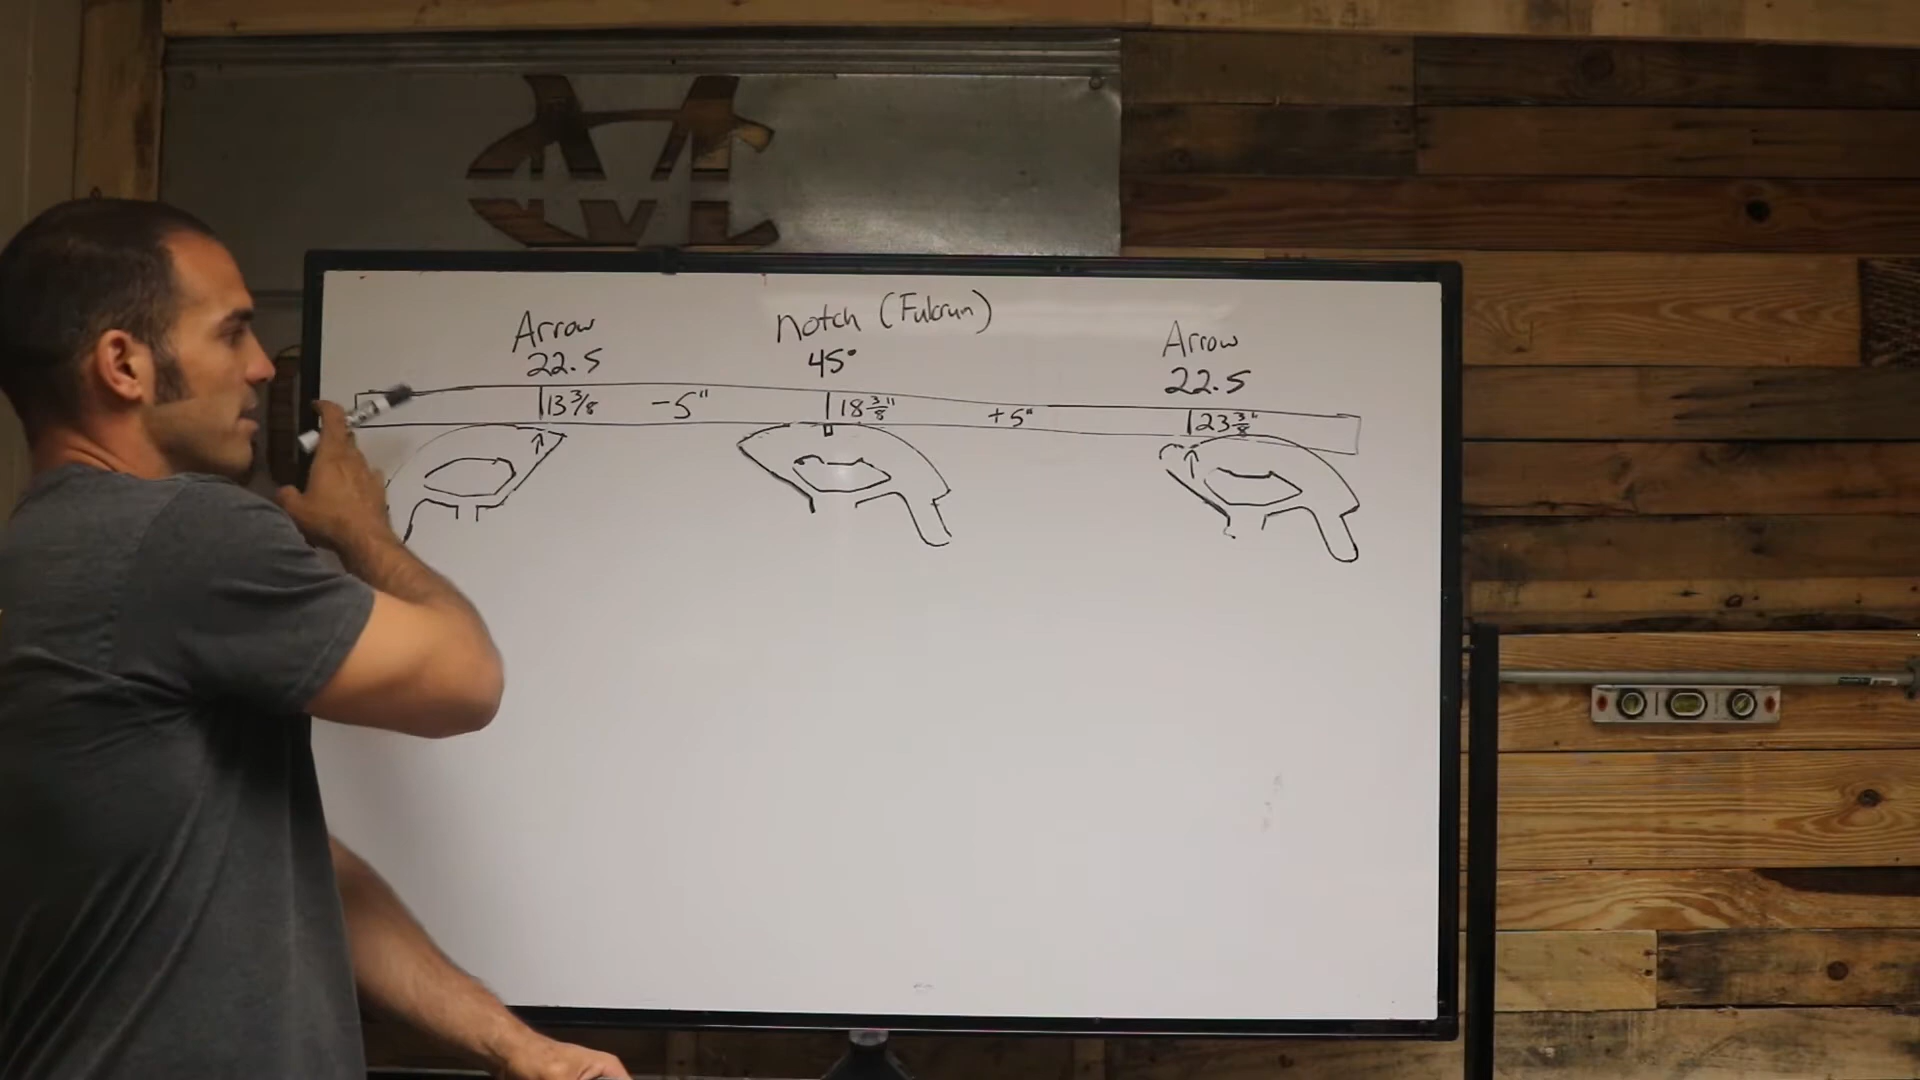 Arrow
22.5
Notch (Fulcrun)
45°
Arrow
22.5
13 3/8
-5"
18 3/8"
+5"
23 3/8"